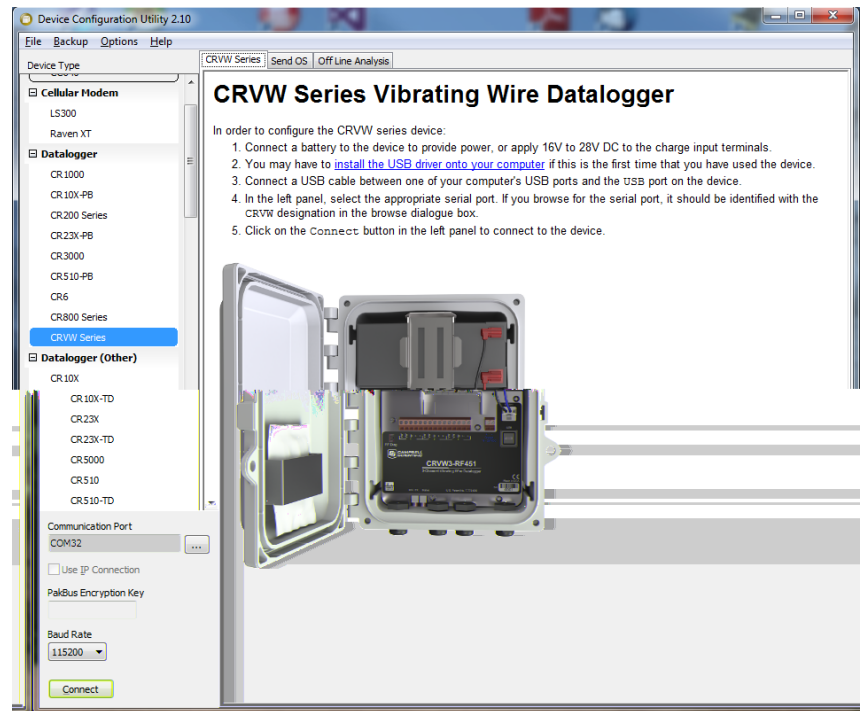 Device Configuration Utility 2.10
File Backup Options Help
Device Type
CRVW Series Send OS Off Line Analysis
Cellular Modem
LS300
Raven XT
Datalogger
CR1000
CR10X-PB
CR200 Series
CR23X-PB
CR3000
CR510-PB
CR6
CR800 Series
CRVW Series
Datalogger (Other)
CR10X
CR10X-TD
CR23X
CR23X-TD
CR5000
CR510
CR510-TD
Communication Port
COM32
...
Use IP Connection
PakBus Encryption Key
Baud Rate
115200
Connect
CRVW Series Vibrating Wire Datalogger
In order to configure the CRVW series device:
1. Connect a battery to the device to provide power, or apply 16V to 28V DC to the charge input terminals.
2. You may have to install the USB driver onto your computer if this is the first time that you have used the device.
3. Connect a USB cable between one of your computer's USB ports and the USB port on the device.
4. In the left panel, select the appropriate serial port. If you browse for the serial port, it should be identified with the
CRVW designation in the browse dialogue box.
5. Click on the Connect button in the left panel to connect to the device.
CAMPBELL
SCIENTIFIC
CRVW3-RF451